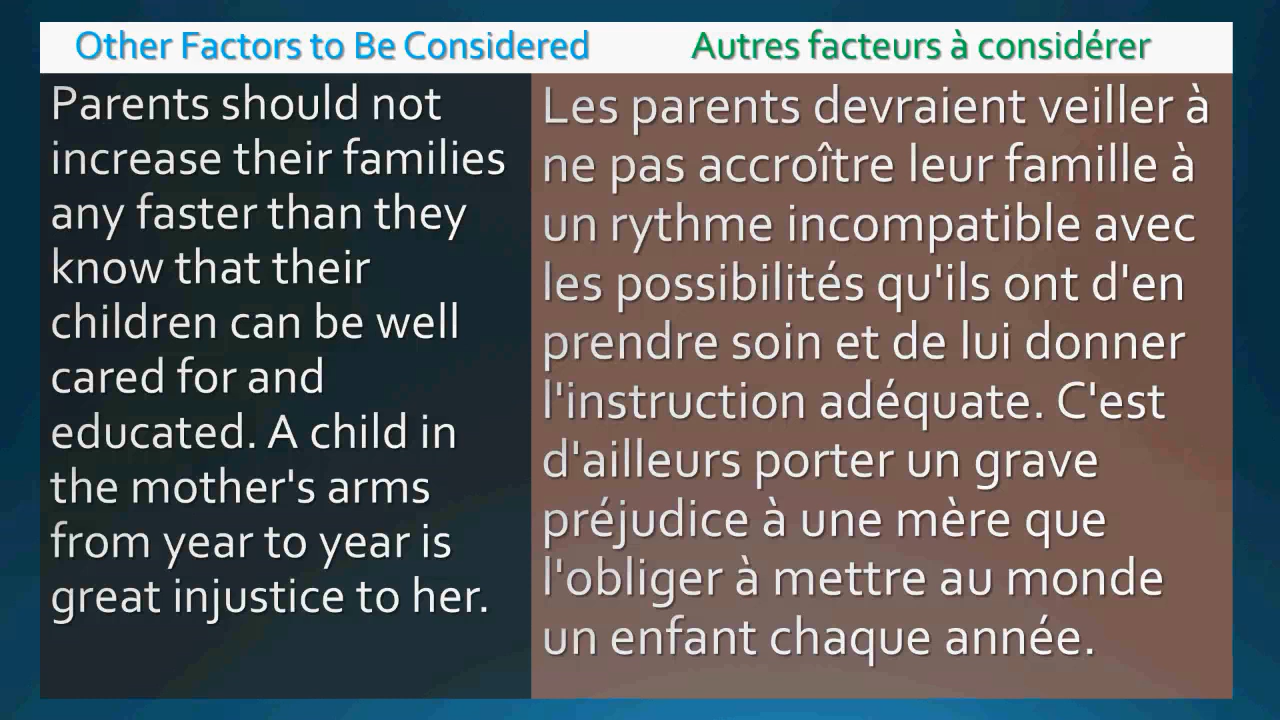 Other Factors to Be Considered
Autres facteurs à considérer
Parents should not
increase their families
any faster than they
know that their
children can be well
cared for and
educated. A child in
the mother's arms
from year to year is
great injustice to her.
Les parents devraient veiller à
ne pas accroître leur famille à
un rythme incompatible avec
les possibilités qu'ils ont d'en
prendre soin et de lui donner
l'instruction adéquate. C'est
d'ailleurs porter un grave
préjudice à une mère que
l'obliger à mettre au monde
un enfant chaque année.